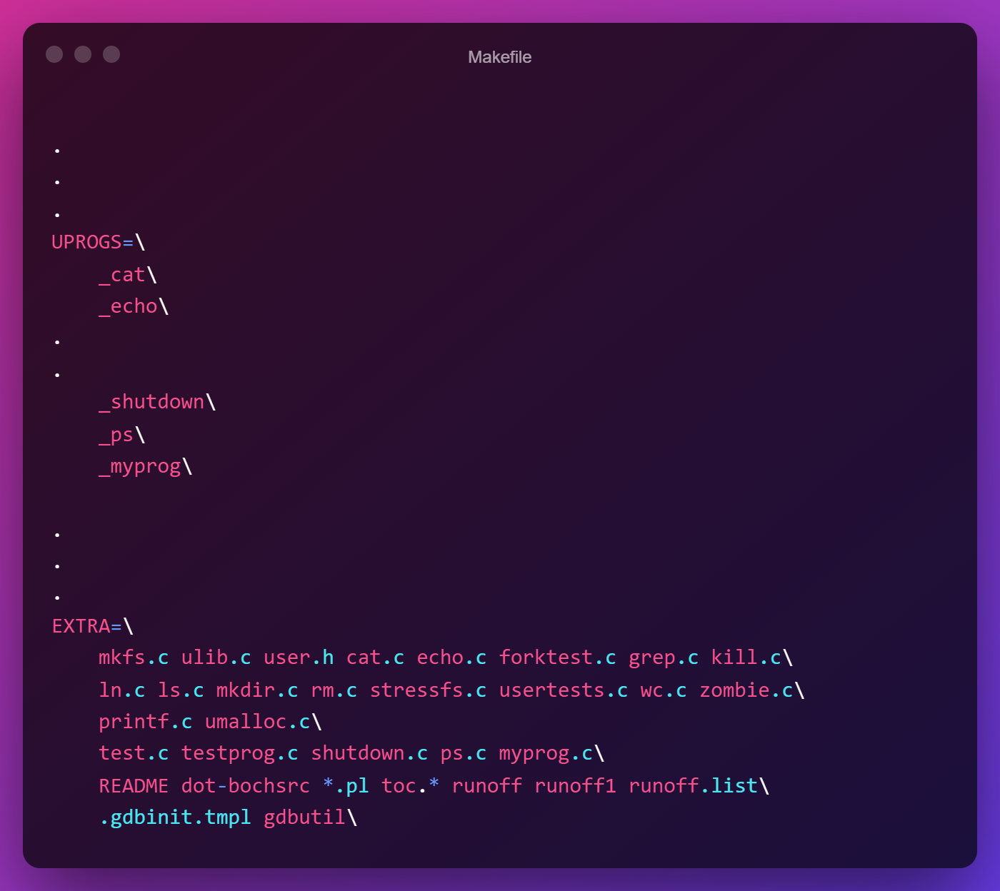 Makefile
.
.
.
UPROGS=\
    _cat\
    _echo\
.
.
    _shutdown\
    _ps\
    _myprog\
.
.
.
EXTRA=\
    mkfs.c ulib.c user.h cat.c echo.c forktest.c grep.c kill.c\
    ln.c ls.c mkdir.c rm.c stressfs.c usertests.c wc.c zombie.c\
    printf.c umalloc.c\
    test.c testprog.c shutdown.c ps.c myprog.c\
    README dot-bochsrc *.pl toc.* runoff runoff1 runoff.list\
    .gdbinit.tmpl gdbutil\